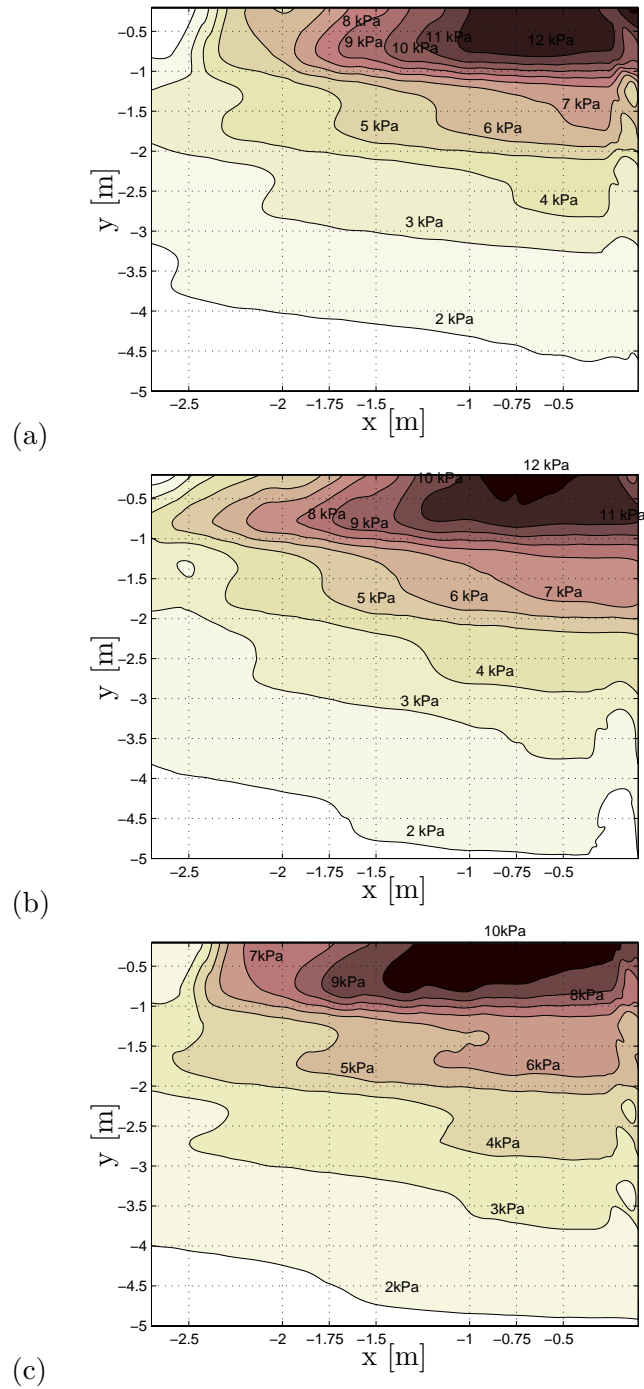 8 kPa
9 kPa
10 kPa
11 kPa
12 kPa
7 kPa
5 kPa
6 kPa
4 kPa
3 kPa
2 kPa
−0.5
−1
−1.5
−2
−2.5
−3
−3.5
−4
−4.5
−5
y [m]
−2.5 −2 −1.75 −1.5 −1 −0.75 −0.5
x [m]
(a)
12 kPa
10 kPa
11 kPa
8 kPa
9 kPa
7 kPa
5 kPa
6 kPa
4 kPa
3 kPa
2 kPa
−0.5
−1
−1.5
−2
−2.5
−3
−3.5
−4
−4.5
−5
y [m]
−2.5 −2 −1.75 −1.5 −1 −0.75 −0.5
x [m]
(b)
10kPa
7kPa
9kPa
8kPa
5kPa
6kPa
4kPa
3kPa
2kPa
−0.5
−1
−1.5
−2
−2.5
−3
−3.5
−4
−4.5
−5
y [m]
−2.5 −2 −1.75 −1.5 −1 −0.75 −0.5
x [m]
(c)